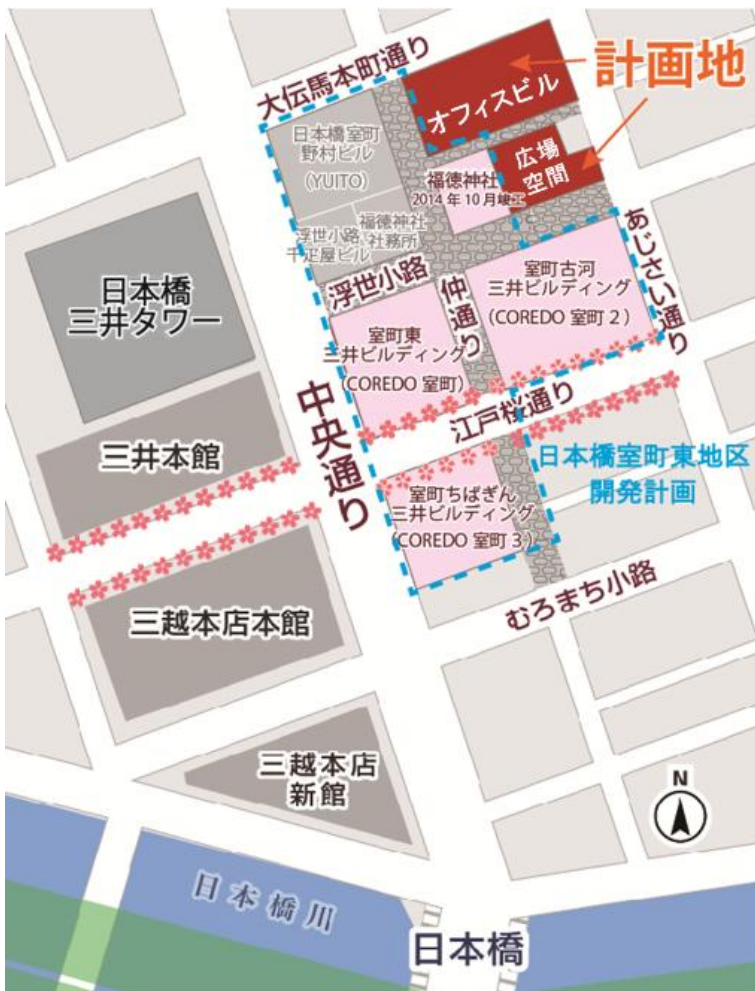 大伝馬本町通り
計画地
オフィスビル
日本橋室町
野村ビル
(YUITO)
広場
空間
福徳神社
2014年10月竣工
福徳神社
社務所
浮世小路
千疋屋ビル
あじさい通り
浮世小路
仲通り
室町古河
三井ビルディング
(COREDO 室町2)
日本橋
三井タワー
室町東
三井ビルディング
(COREDO 室町)
中央通り
江戸桜通り
三井本館
日本橋室町東地区
開発計画
室町ちばぎん
三井ビルディング
(COREDO 室町3)
むろまち小路
三越本店本館
三越本店
新館
N
日本橋川
日本橋